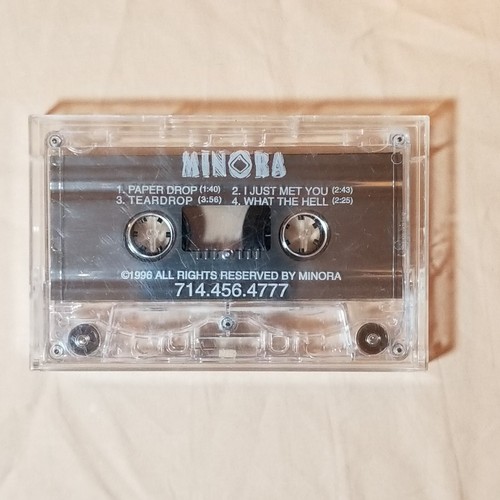 MINORA
1. PAPER DROP (1:40) 2. I JUST MET YOU (2:43)
3. TEARDROP (3:56) 4. WHAT THE HELL (2:25)
©1996 ALL RIGHTS RESERVED BY MINORA
714.456.4777